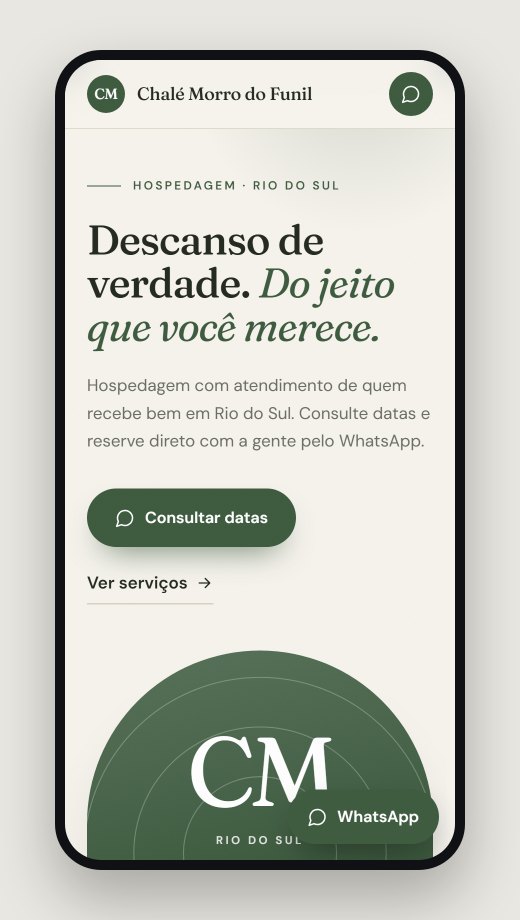 CM Chalé Morro do Funil
HOSPEDAGEM · RIO DO SUL
Descanso de
verdade. Do jeito
que você merece.
Hospedagem com atendimento de quem
recebe bem em Rio do Sul. Consulte datas e
reserve direto com a gente pelo WhatsApp.
Consultar datas
Ver serviços →
CM
WhatsApp
RIO DO SUL